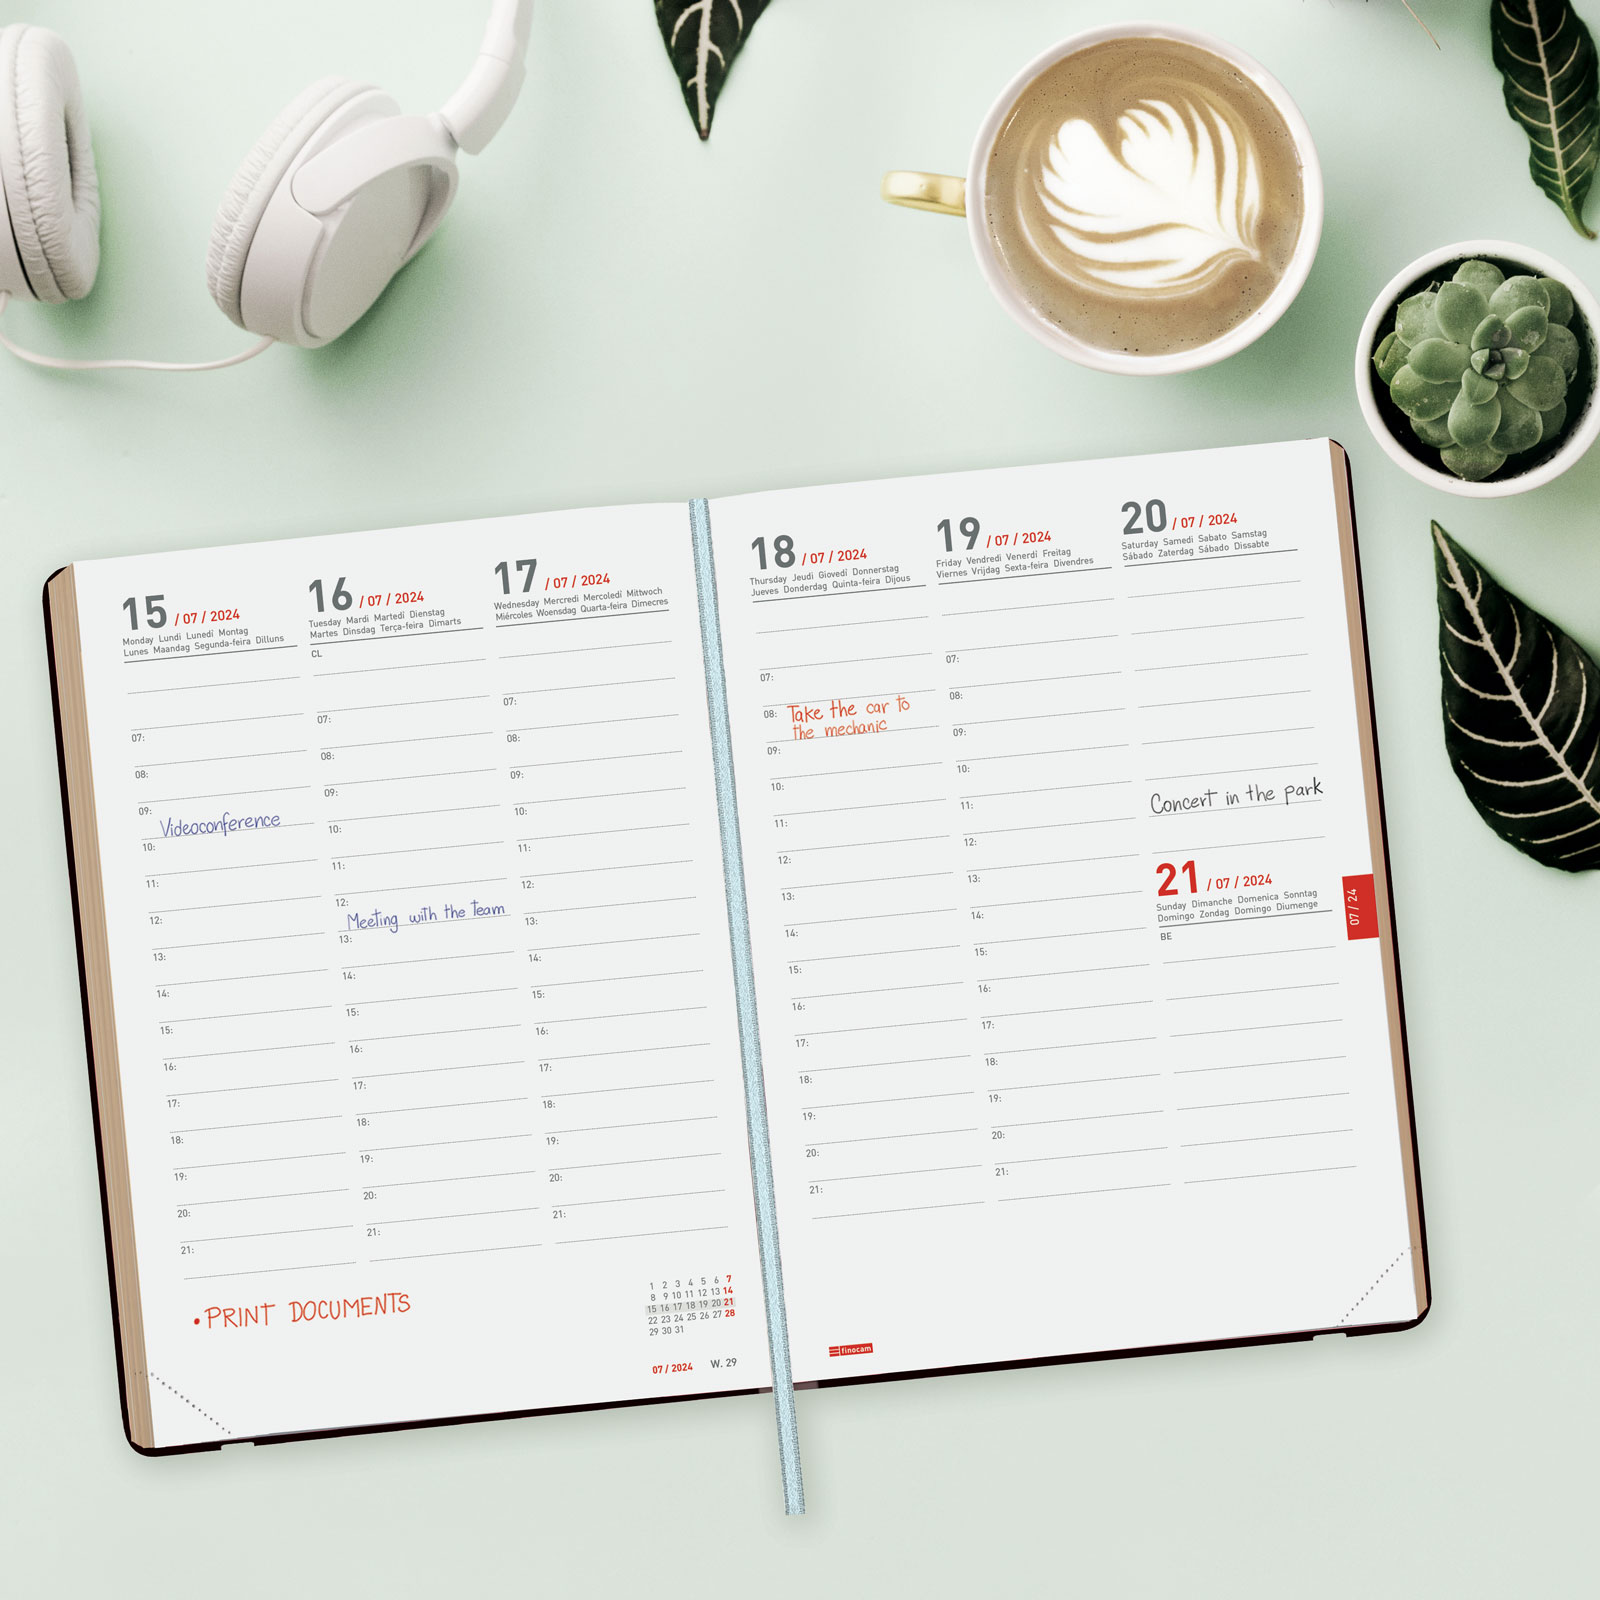 15 / 07 / 2024
Monday Lundi Lunedí Montag
Lunes Maandag Segunda-feira Dilluns
07:
08:
09:
Videoconference
10:
11:
12:
13:
14:
15:
16:
17:
18:
19:
20:
21:
16 / 07 / 2024
Tuesday Mardi Martedí Dienstag
Martes Dinsdag Terça-feira Dimarts
CL
07:
08:
09:
10:
11:
12:
Meeting with the team
13:
14:
15:
16:
17:
18:
19:
20:
21:
17 / 07 / 2024
Wednesday Mercredi Mercoledí Mittwoch
Miércoles Woensdag Quarta-feira Dimecres
07:
08:
09:
10:
11:
12:
13:
14:
15:
16:
17:
18:
19:
20:
21:
• PRINT DOCUMENTS
1 2 3 4 5 6 7
8 9 10 11 12 13 14
15 16 17 18 19 20 21
22 23 24 25 26 27 28
29 30 31
07 / 2024 W. 29
18 / 07 / 2024
Thursday Jeudi Giovedí Donnerstag
Jueves Donderdag Quinta-feira Dijous
07:
08: Take the car to
the mechanic
09:
10:
11:
12:
13:
14:
15:
16:
17:
18:
19:
20:
21:
19 / 07 / 2024
Friday Vendredi Venerdí Freitag
Viernes Vrijdag Sexta-feira Divendres
07:
08:
09:
10:
11:
12:
13:
14:
15:
16:
17:
18:
19:
20:
21:
20 / 07 / 2024
Saturday Samedi Sabato Samstag
Sábado Zaterdag Sábado Dissabte
Concert in the park
21 / 07 / 2024
Sunday Dimanche Domenica Sonntag
Domingo Zondag Domingo Diumenge
BE
07 / 24
finocam